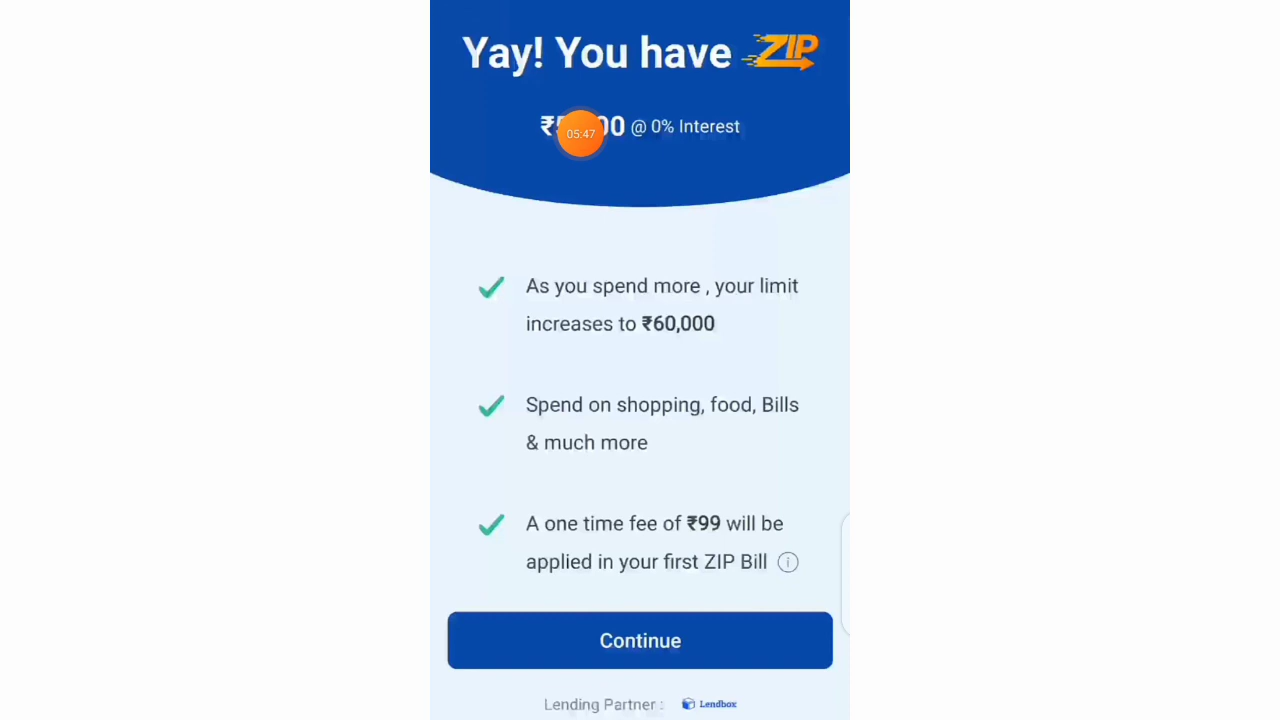 Yay! You have ZIP
@ 0% Interest
05:47
As you spend more , your limit
increases to ₹60,000
Spend on shopping, food, Bills
& much more
A one time fee of ₹99 will be
applied in your first ZIP Bill
Continue
Lending Partner : Lendbox